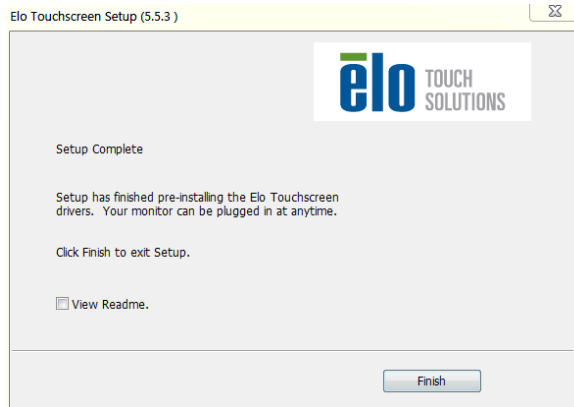 Elo Touchscreen Setup (5.5.3 )
elo TOUCH
SOLUTIONS
Setup Complete
Setup has finished pre-installing the Elo Touchscreen
drivers. Your monitor can be plugged in at anytime.
Click Finish to exit Setup.
View Readme.
Finish